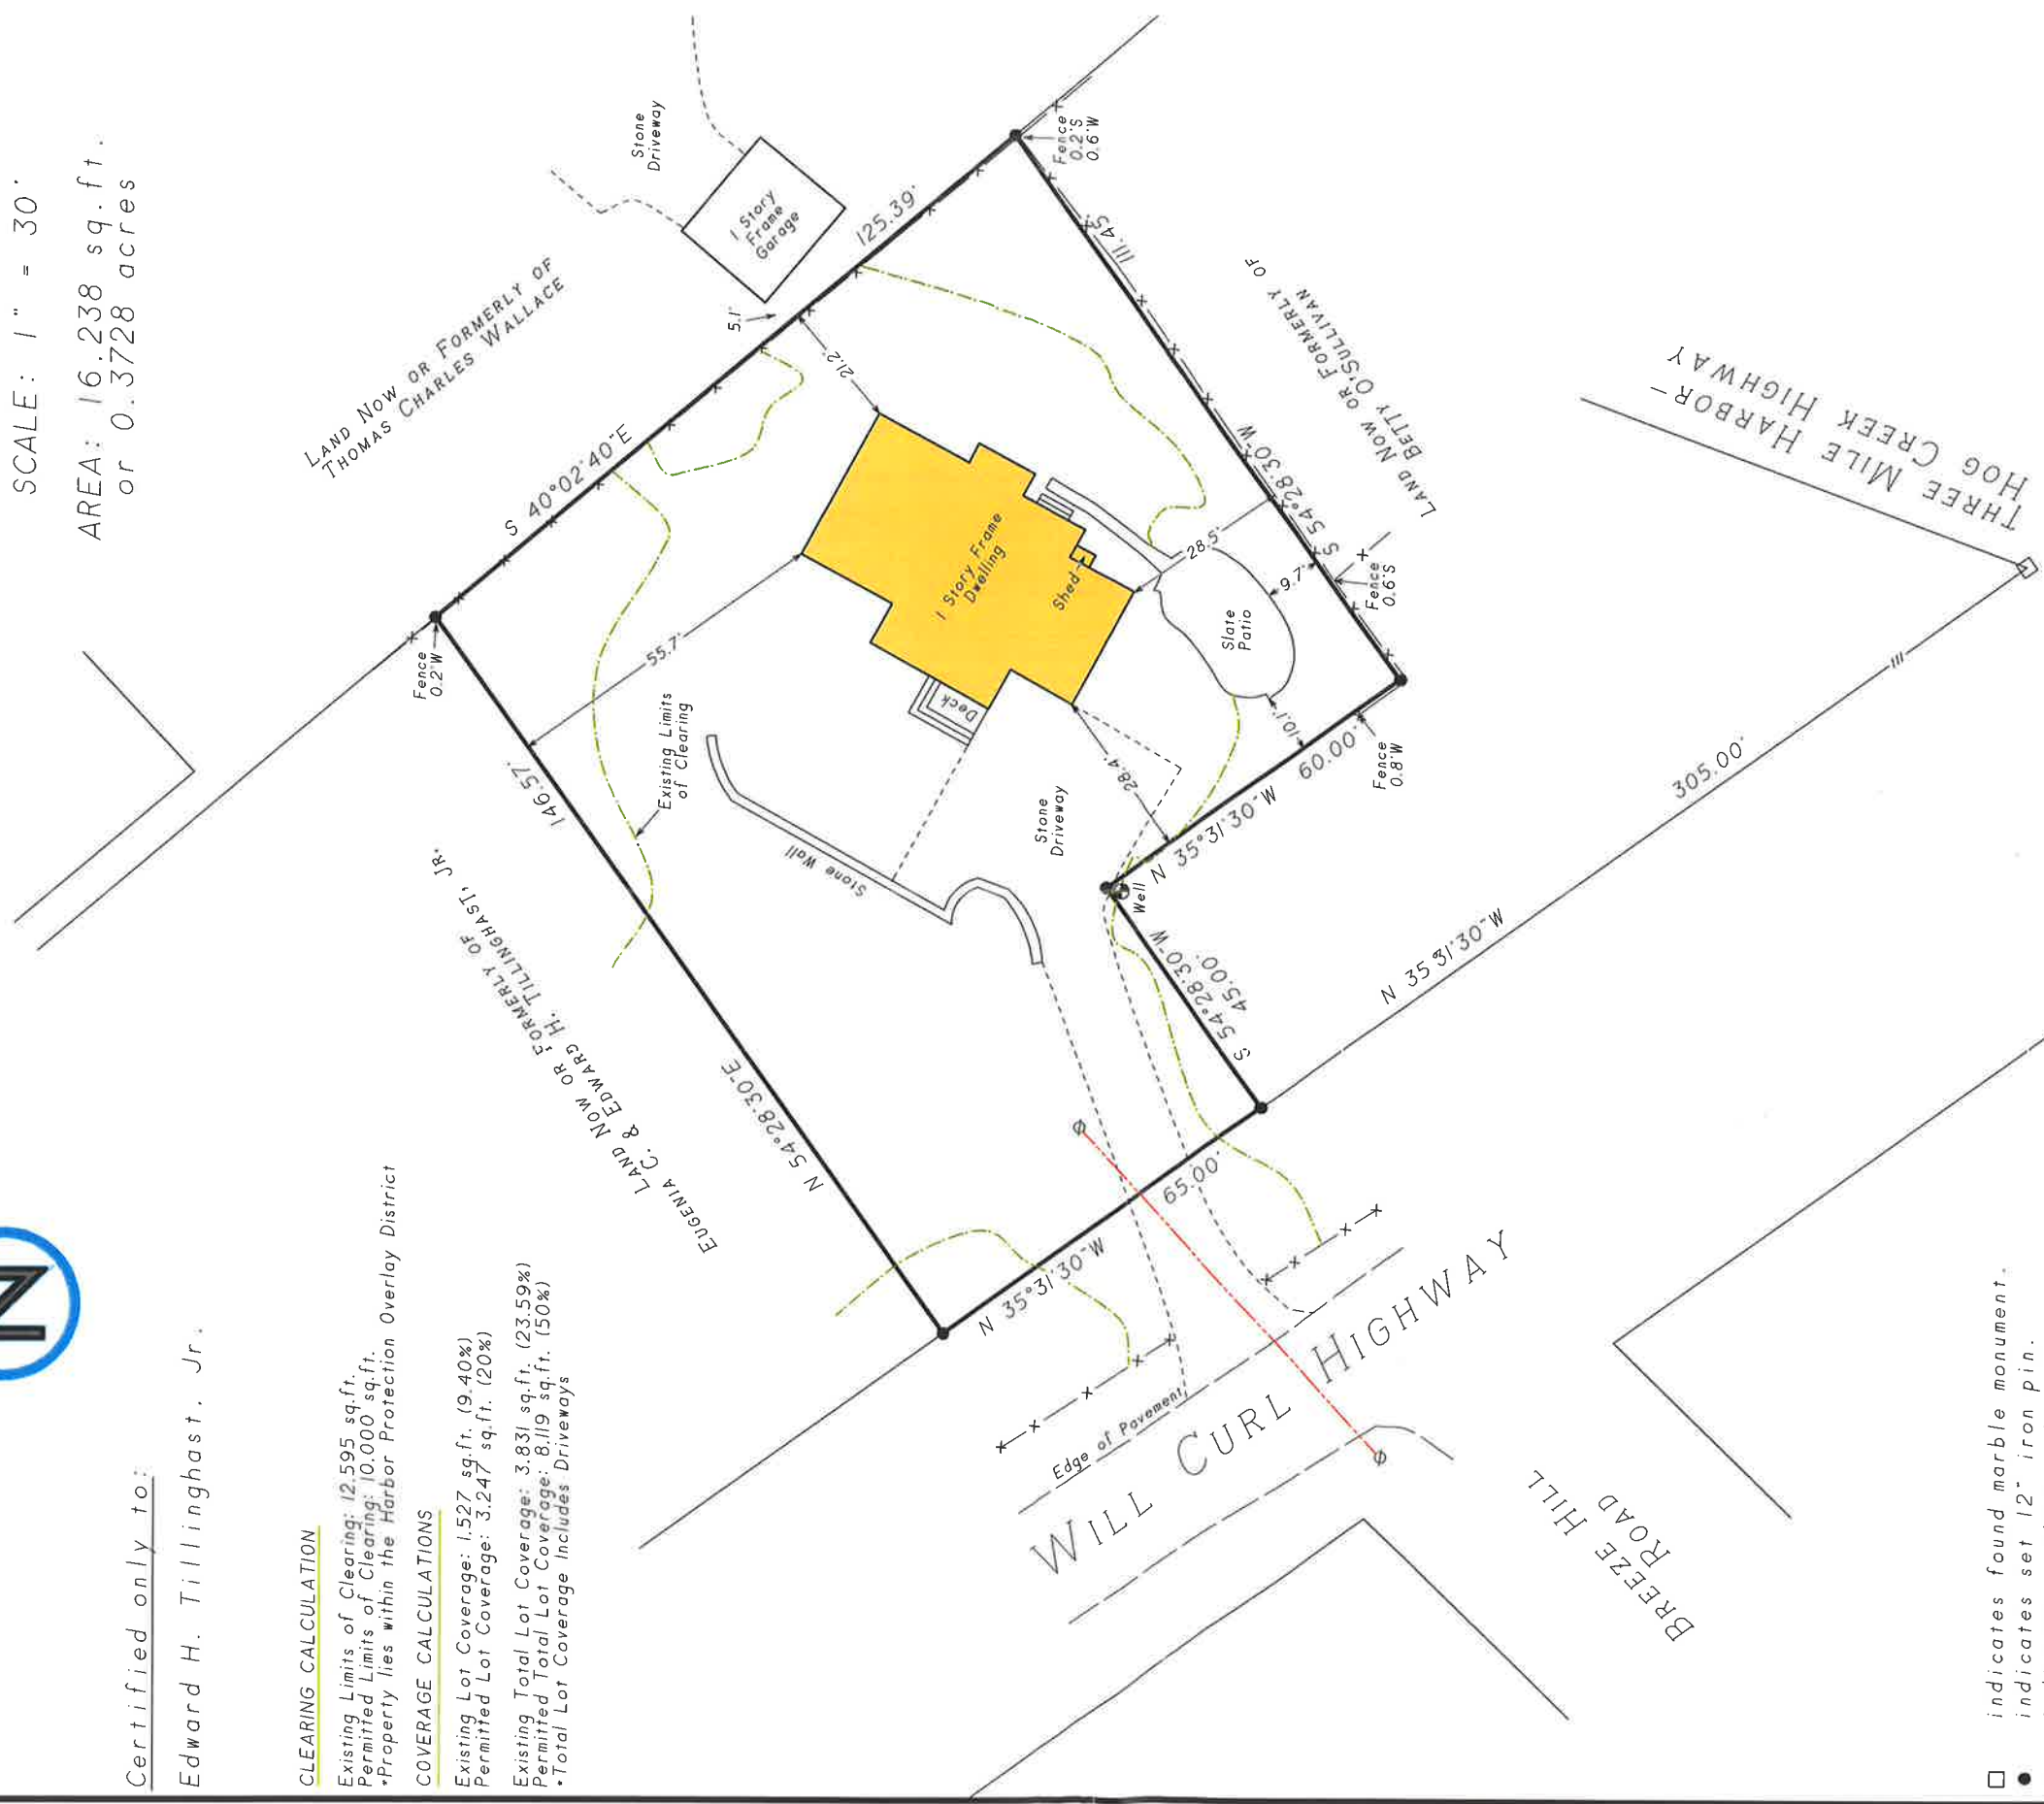 SCALE: 1" = 30'
AREA: 16,238 sq.ft.
or 0.3728 acres
N
Certified only to:
Edward H. Tillinghast, Jr.
CLEARING CALCULATION
Existing Limits of Clearing: 12,595 sq.ft.
Permitted Limits of Clearing: 10,000 sq.ft.
*Property lies within the Harbor Protection Overlay District
COVERAGE CALCULATIONS
Existing Lot Coverage: 1,527 sq.ft. (9.40%)
Permitted Lot Coverage: 3,247 sq.ft. (20%)
Existing Total Lot Coverage: 3,831 sq.ft. (23.59%)
Permitted Total Lot Coverage: 8,119 sq.ft. (50%)
*Total Lot Coverage Includes Driveways
LAND NOW OR FORMERLY OF
THOMAS CHARLES WALLACE
Stone
Driveway
1 Story
Frame
Garage
5.1'
S 40°02'40"E
125.39'
21.2'
Fence
0.2'S
0.6'W
Fence
0.2'W
55.7'
146.57'
N 54°28'30"E
Existing Limits
of Clearing
LAND NOW OR FORMERLY OF
EUGENIA C. & EDWARD H. TILLINGHAST, JR.
1 Story Frame
Dwelling
Shed
Deck
Stone Wall
Stone
Driveway
28.4'
28.5'
9.7'
Slate
Patio
10.1'
111.45'
S 54°28'30"W
LAND NOW OR FORMERLY OF
BETTY O'SULLIVAN
Fence
0.6'S
Fence
0.8'W
N 35°31'30"W
60.00'
Well
S 54°28'30"W
45.00'
N 35°31'30"W
65.00'
N 35°31'30"W
305.00'
THREE MILE HARBOR-
HOG CREEK HIGHWAY
Edge of Pavement
WILL CURL HIGHWAY
BREEZE HILL
ROAD
□ indicates found marble monument.
● indicates set 12" iron pin.